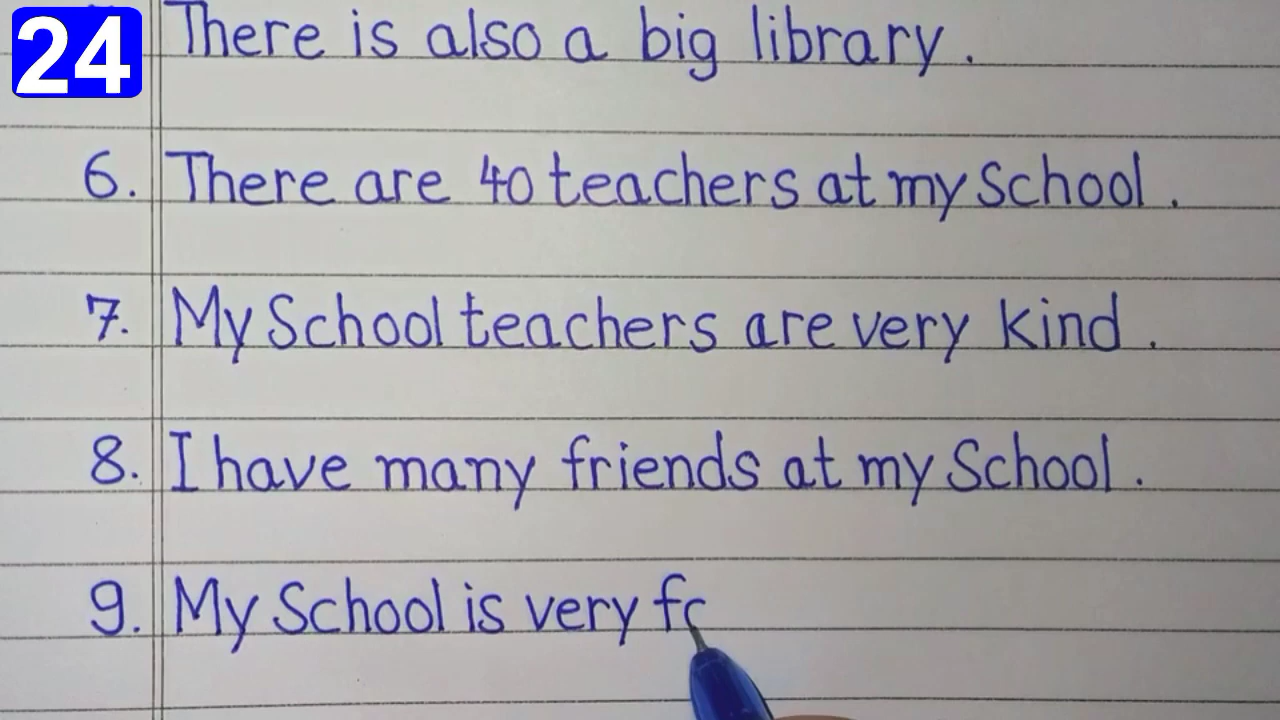 24
There is also a big library.
6. There are 40 teachers at my School.
7. My School teachers are very kind.
8. I have many friends at my School.
9. My School is very